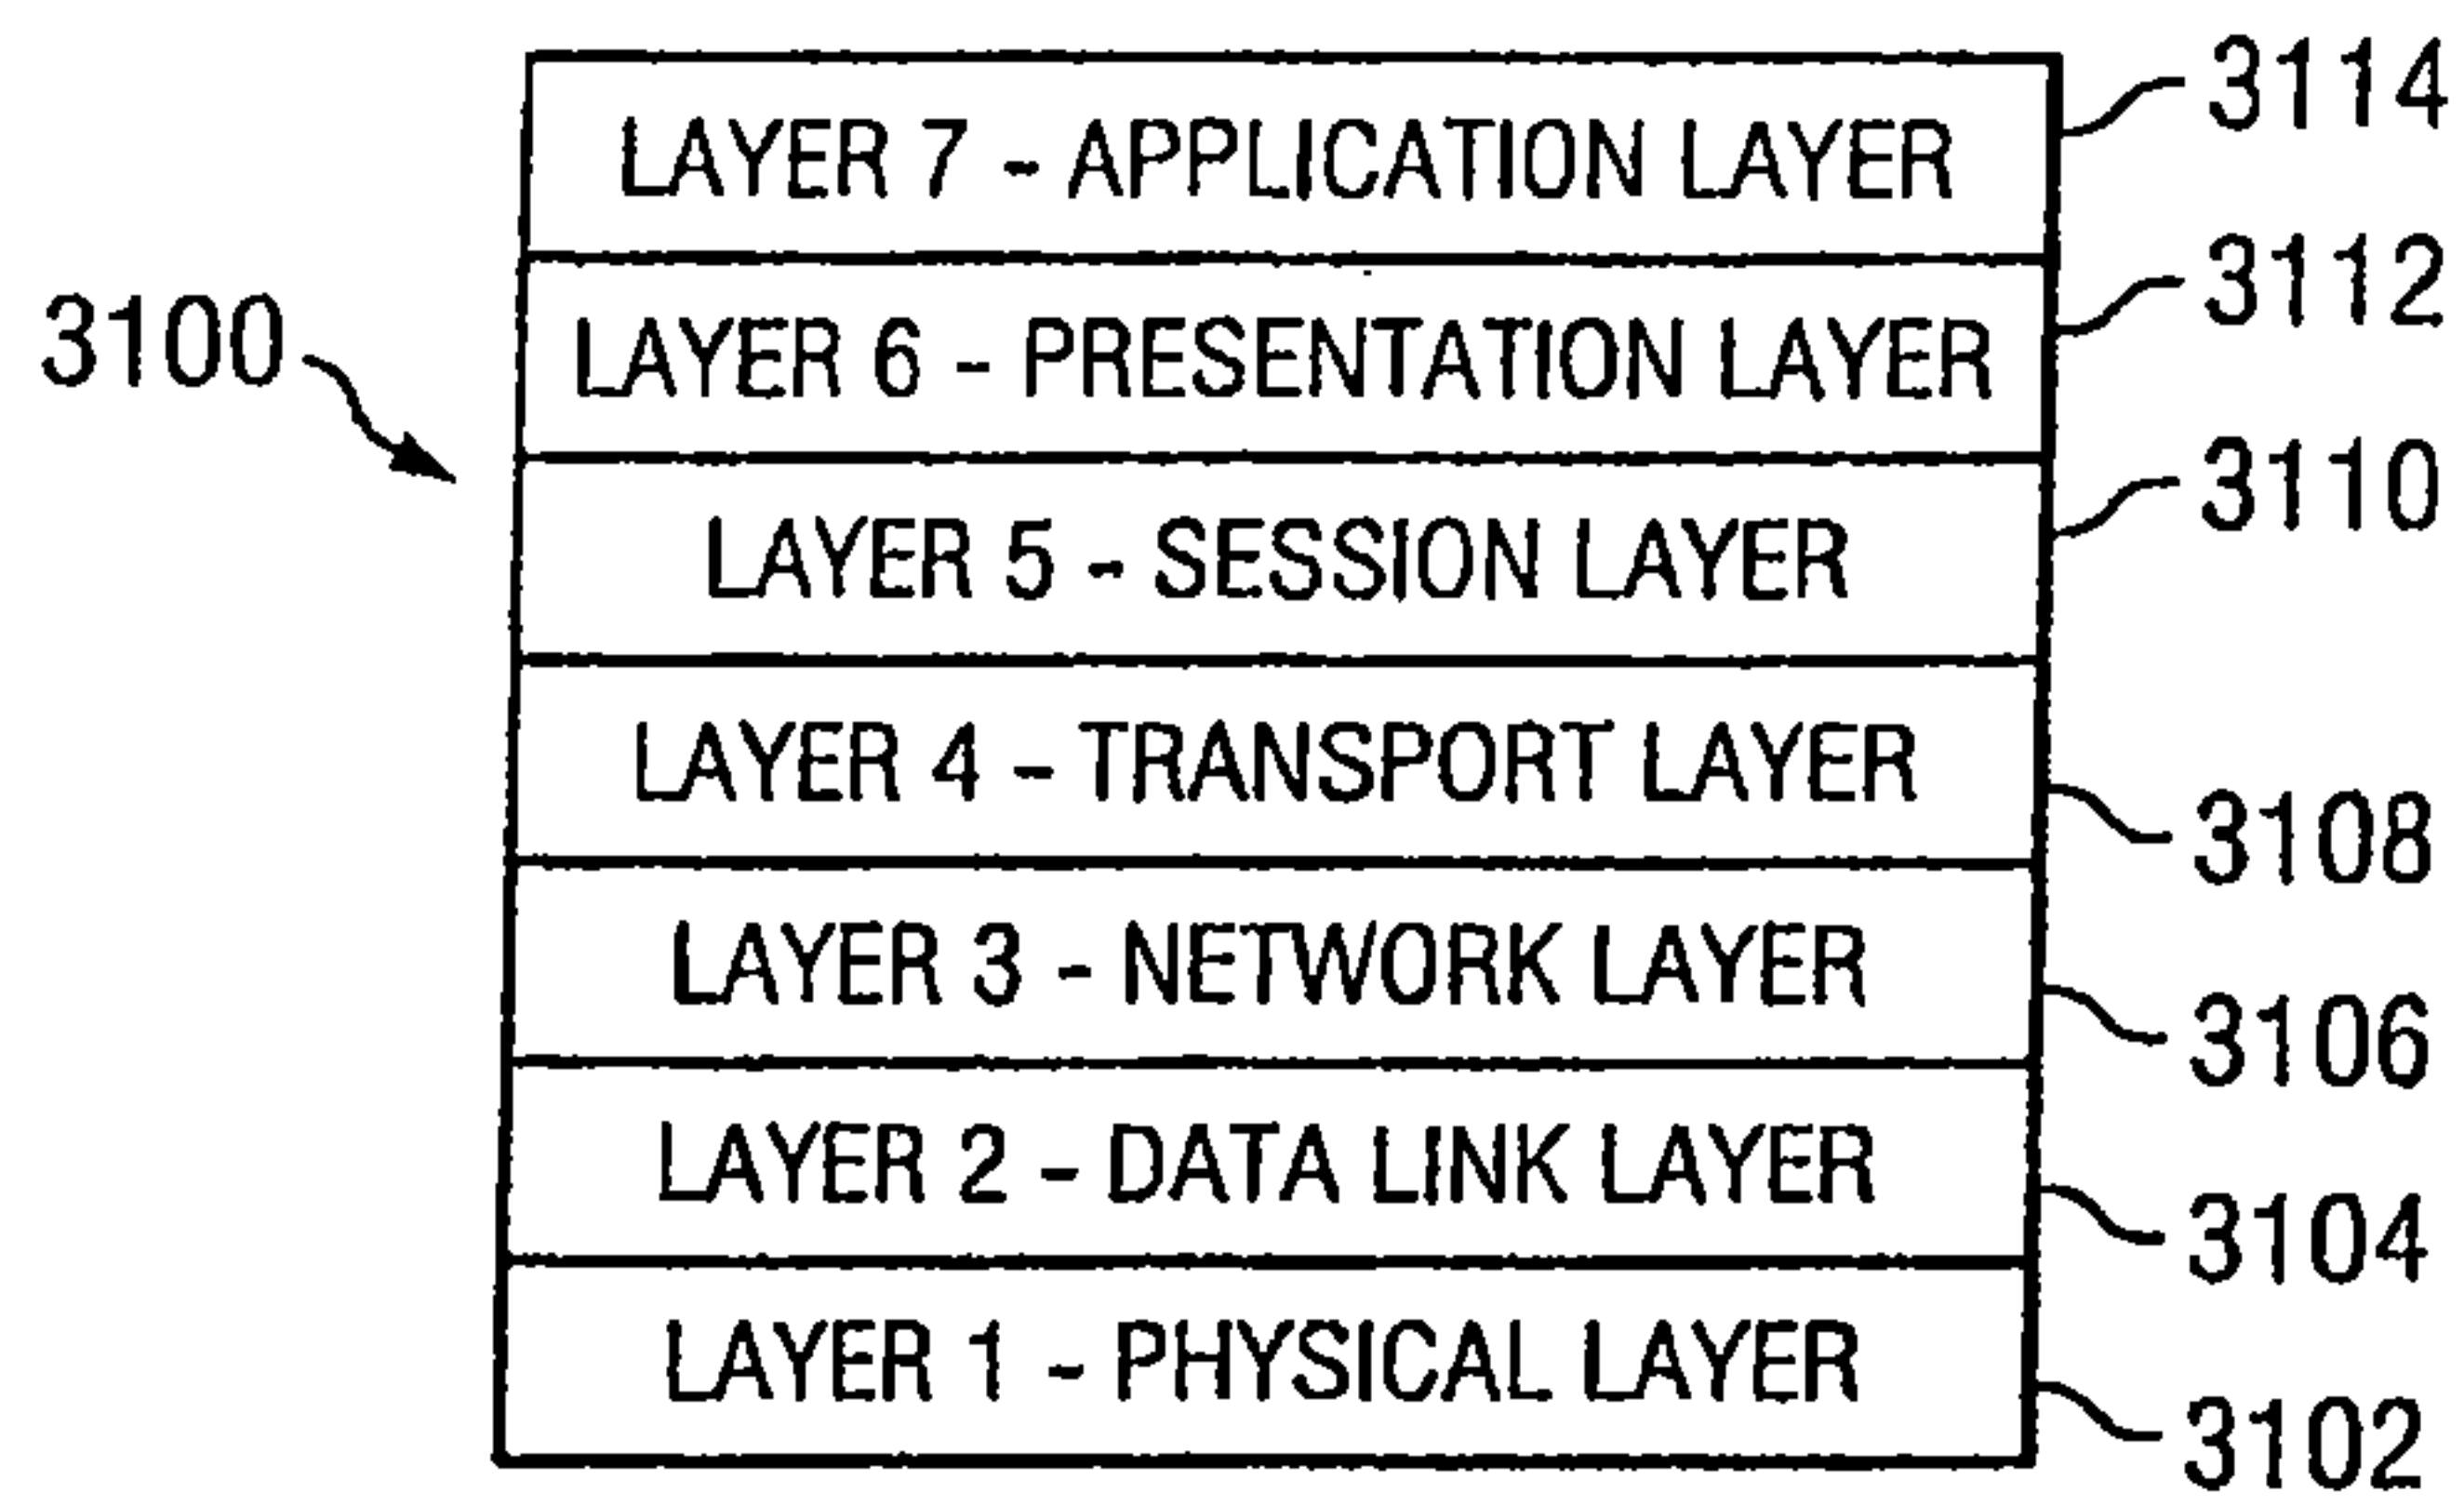 LAYER 7 - APPLICATION LAYER 3114
LAYER 6 - PRESENTATION LAYER 3112
3100
LAYER 5 - SESSION LAYER 3110
LAYER 4 - TRANSPORT LAYER 3108
LAYER 3 - NETWORK LAYER 3106
LAYER 2 - DATA LINK LAYER 3104
LAYER 1 - PHYSICAL LAYER 3102